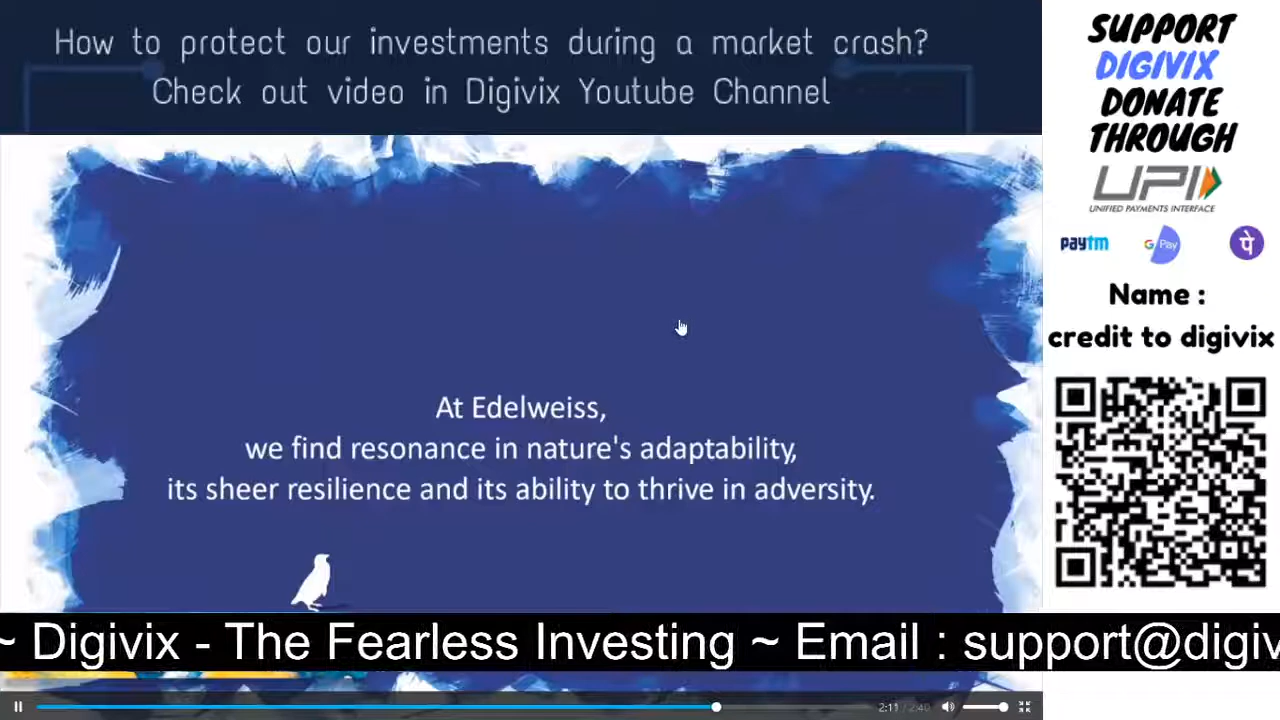 How to protect our investments during a market crash?
Check out video in Digivix Youtube Channel
At Edelweiss,
we find resonance in nature's adaptability,
its sheer resilience and its ability to thrive in adversity.
SUPPORT
DIGIVIX
DONATE
THROUGH
UPI
UNIFIED PAYMENTS INTERFACE
paytm G Pay पे
Name :
credit to digivix
~ Digivix - The Fearless Investing ~ Email : support@digiv
2:11 / 2:40